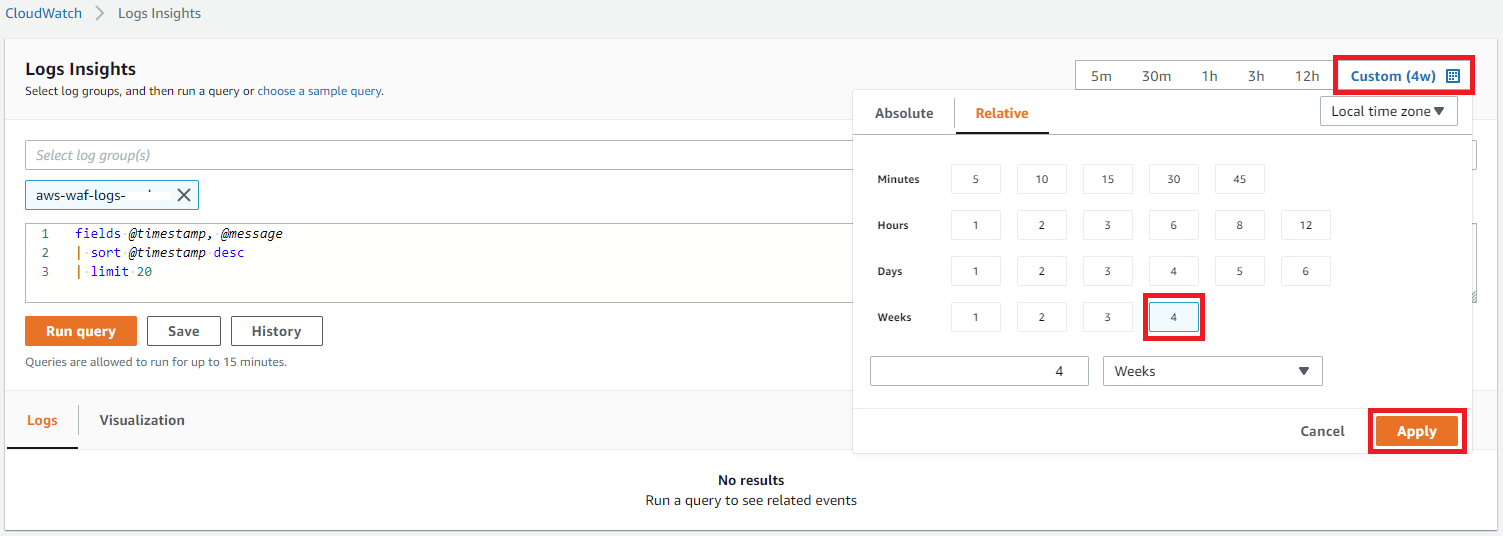 CloudWatch > Logs Insights
Logs Insights
Select log groups, and then run a query or choose a sample query.
5m 30m 1h 3h 12h Custom (4w)
Absolute Relative Local time zone▼
Select log group(s)
aws-waf-logs-
1 fields @timestamp, @message
2 | sort @timestamp desc
3 | limit 20
Run query Save History
Queries are allowed to run for up to 15 minutes.
Minutes 5 10 15 30 45
Hours 1 2 3 6 8 12
Days 1 2 3 4 5 6
Weeks 1 2 3 4
4 Weeks ▼
Cancel Apply
Logs Visualization
No results
Run a query to see related events